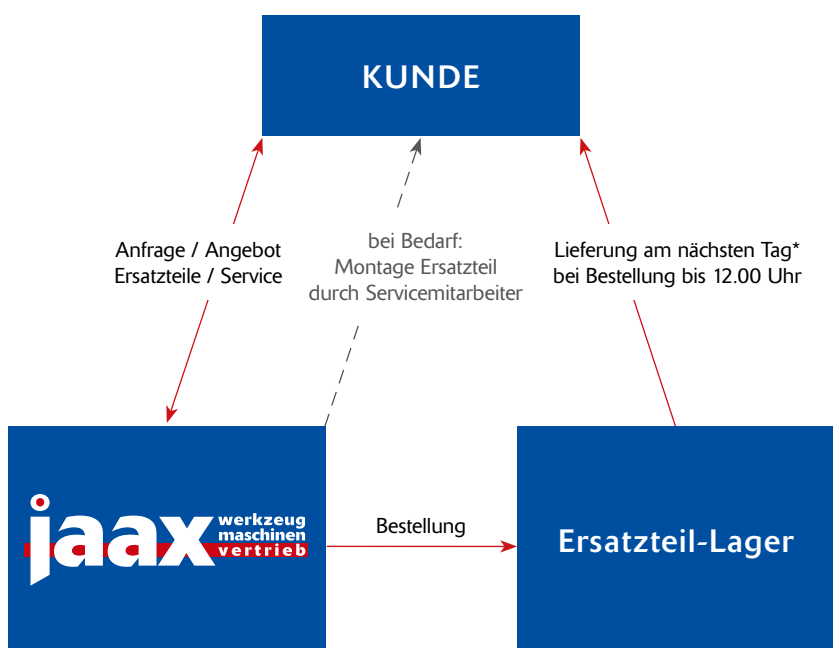 KUNDE
Anfrage / Angebot
Ersatzteile / Service
bei Bedarf:
Montage Ersatzteil
durch Servicemitarbeiter
Lieferung am nächsten Tag*
bei Bestellung bis 12.00 Uhr
jaax
werkzeug
maschinen
vertrieb
Bestellung
Ersatzteil-Lager